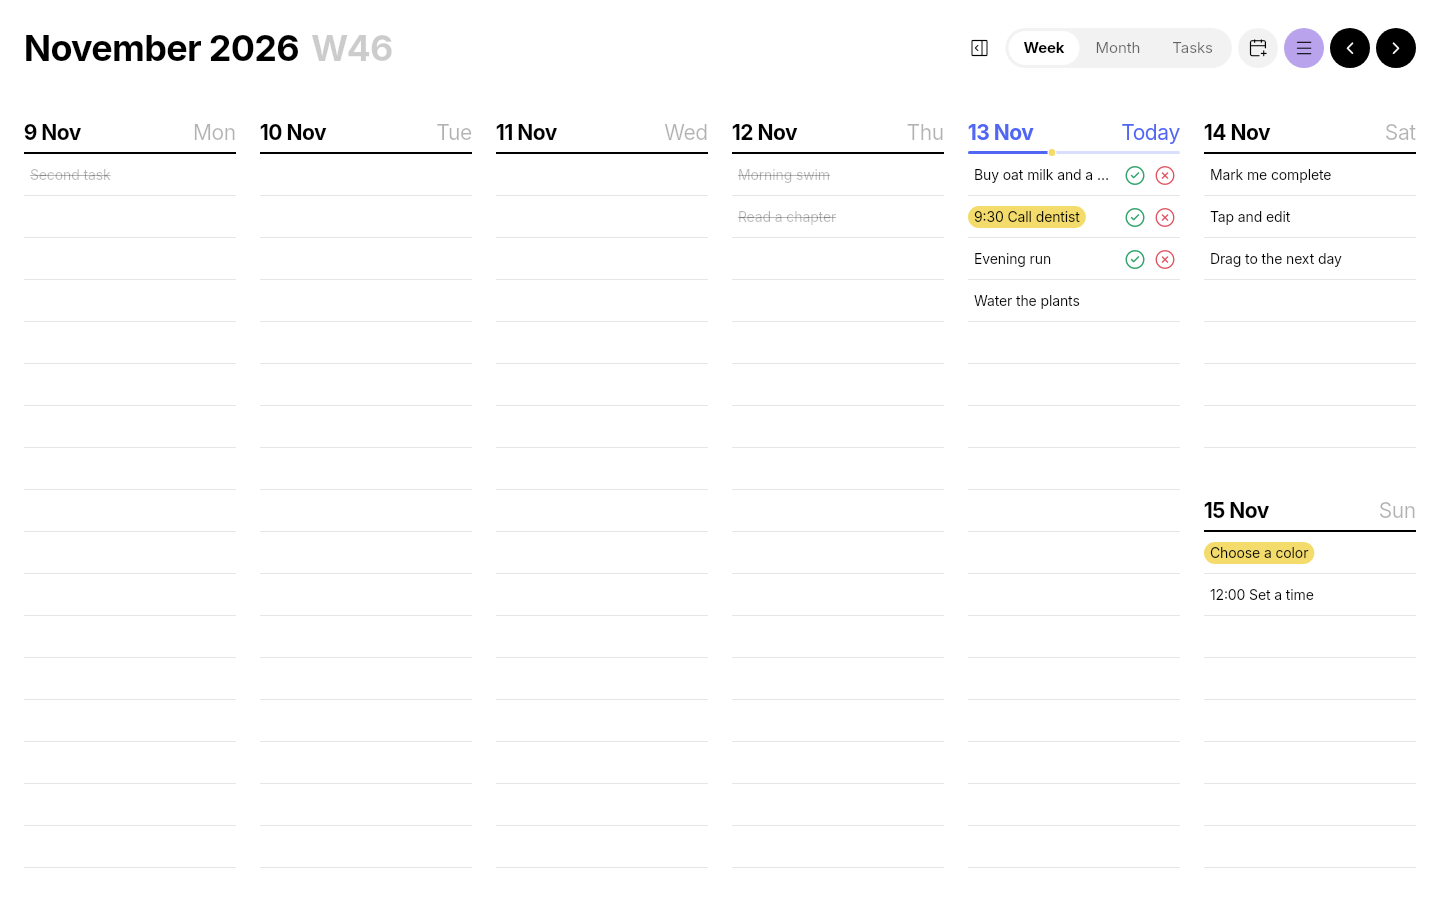 November 2026 W46
Week Month Tasks
9 Nov Mon
Second task
10 Nov Tue
11 Nov Wed
12 Nov Thu
Morning swim
Read a chapter
13 Nov Today
Buy oat milk and a ...
9:30 Call dentist
Evening run
Water the plants
14 Nov Sat
Mark me complete
Tap and edit
Drag to the next day
15 Nov Sun
Choose a color
12:00 Set a time